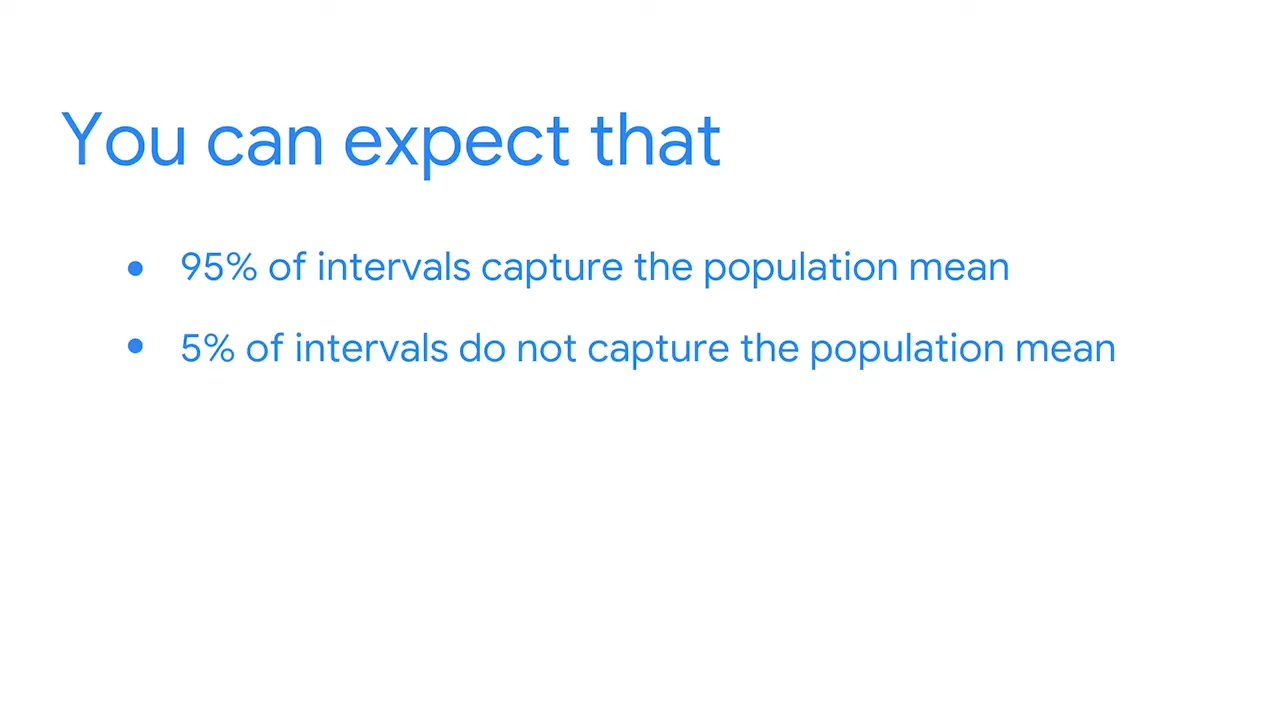 You can expect that
• 95% of intervals capture the population mean
• 5% of intervals do not capture the population mean